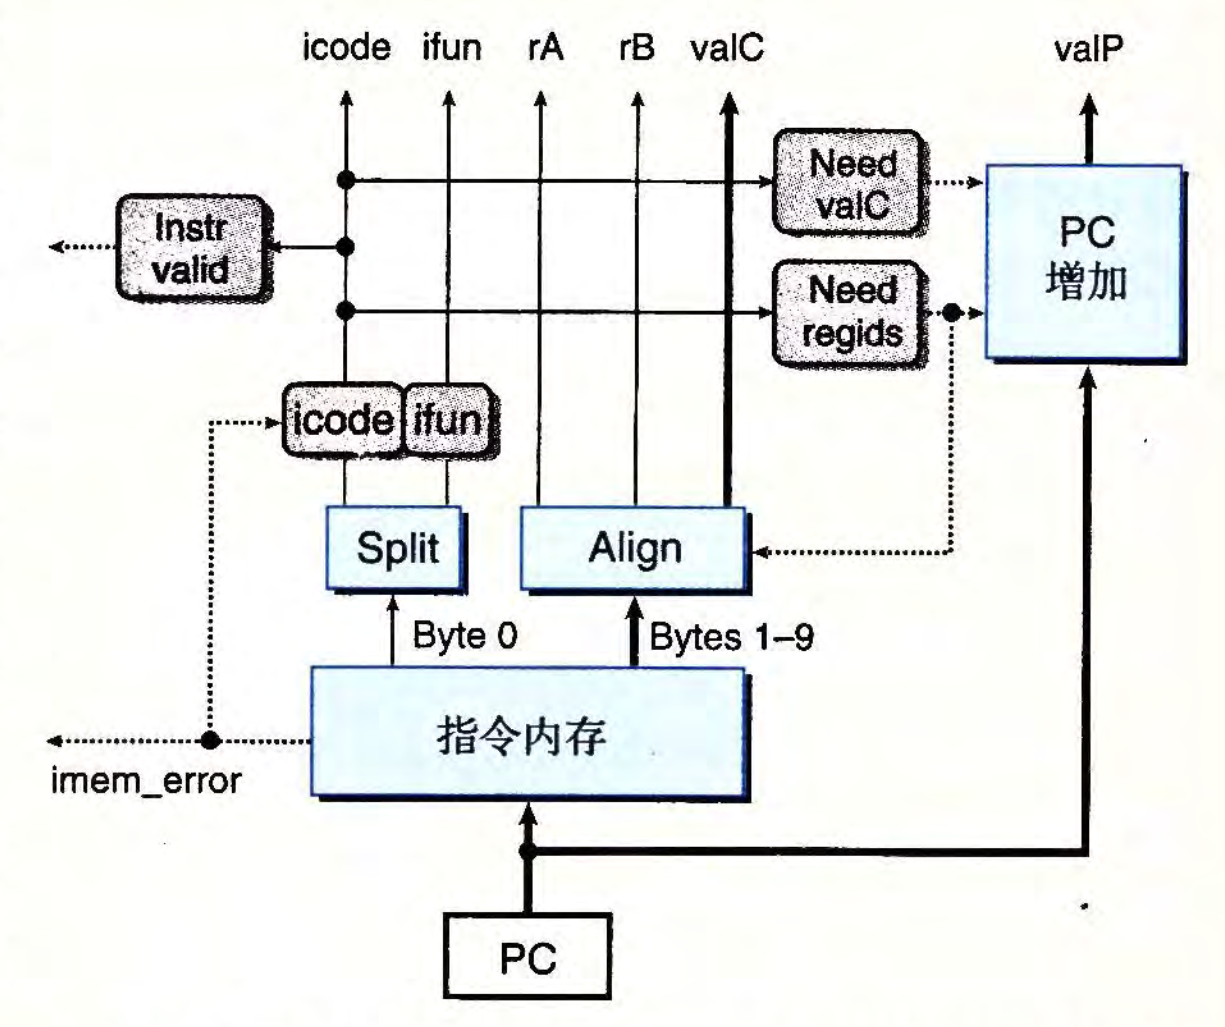 icode ifun rA rB valC valP
Need
valC
Instr
valid
PC
增加
Need
regids
icode ifun
Split
Align
Byte 0
Bytes 1–9
指令内存
imem_error
PC